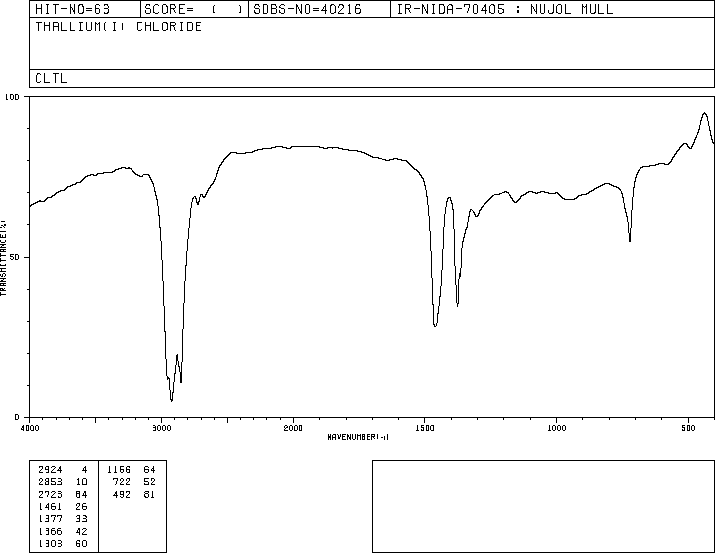 HIT-NO=63 SCORE= ( ) SDBS-NO=40216 IR-NIDA-70405 : NUJOL MULL
THALLIUM(I) CHLORIDE
CLTL
100
50
0
TRANSMITTANCE(%)
4000 3000 2000 1500 1000 500
WAVENUMBER(-1)
2924 4 1156 64
2853 10 722 52
2723 64 492 81
1461 26
1377 33
1366 42
1303 60